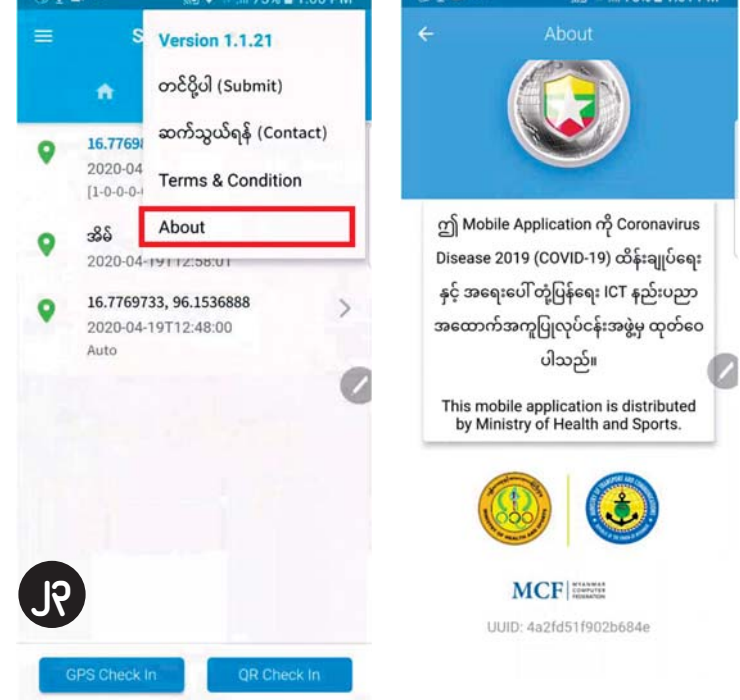 Version 1.1.21
တင်ပို့ပါ (Submit)
ဆက်သွယ်ရန် (Contact)
Terms & Condition
About
16.7769
2020-04
[1-0-0-
အိမ်
2020-04-19T12:58:01
16.7769733, 96.1536888
2020-04-19T12:48:00
Auto
JR
GPS Check In
QR Check In
About
ဤ Mobile Application ကို Coronavirus
Disease 2019 (COVID-19) ထိန်းချုပ်ရေး
နှင့် အရေးပေါ် တုံ့ပြန်ရေး ICT နည်းပညာ
အထောက်အကူပြုလုပ်ငန်းအဖွဲ့မှ ထုတ်ဝေ
ပါသည်။
This mobile application is distributed
by Ministry of Health and Sports.
MCF
MYANMAR
COMPUTER
FEDERATION
UUID: 4a2fd51f902b684e